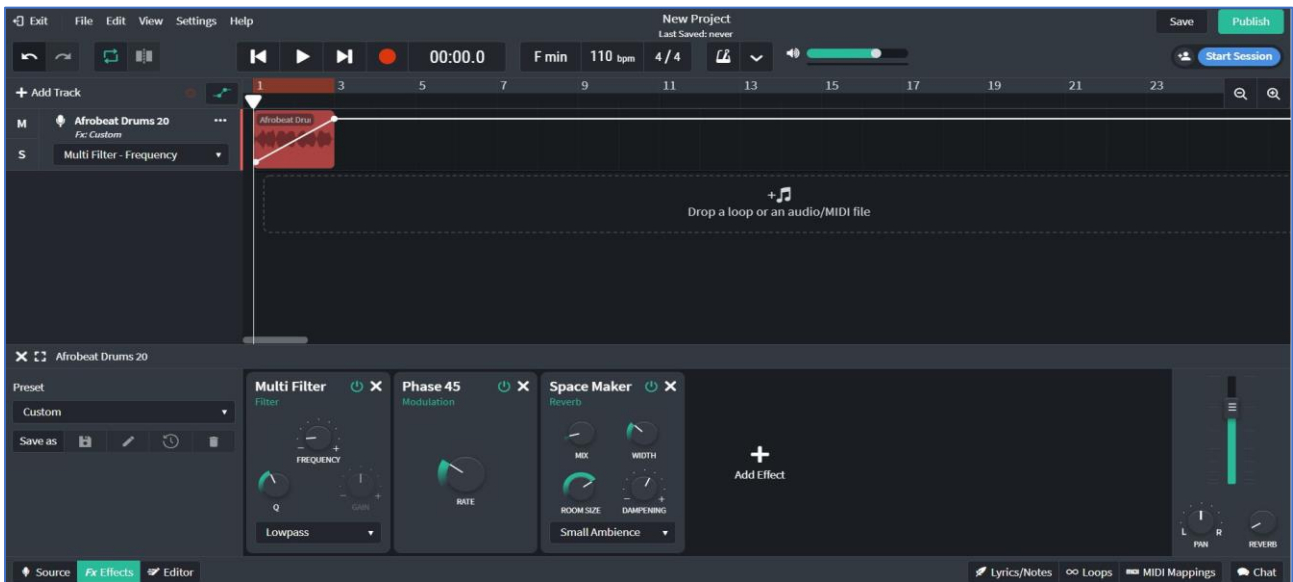 Exit File Edit View Settings Help
New Project
Last Saved: never
Save Publish
00:00.0 F min 110 bpm 4 / 4
Start Session
+ Add Track
1 3 5 7 9 11 13 15 17 19 21 23
M Afrobeat Drums 20 ...
Fx: Custom
S Multi Filter - Frequency
Afrobeat Dru
Drop a loop or an audio/MIDI file
Afrobeat Drums 20
Preset
Custom
Save as
Multi Filter
Filter
FREQUENCY
Q GAIN
Lowpass
Phase 45
Modulation
RATE
Space Maker
Reverb
MIX WIDTH
ROOM SIZE DAMPENING
Small Ambience
Add Effect
L R
PAN REVERB
Source Fx Effects Editor
Lyrics/Notes Loops MIDI Mappings Chat